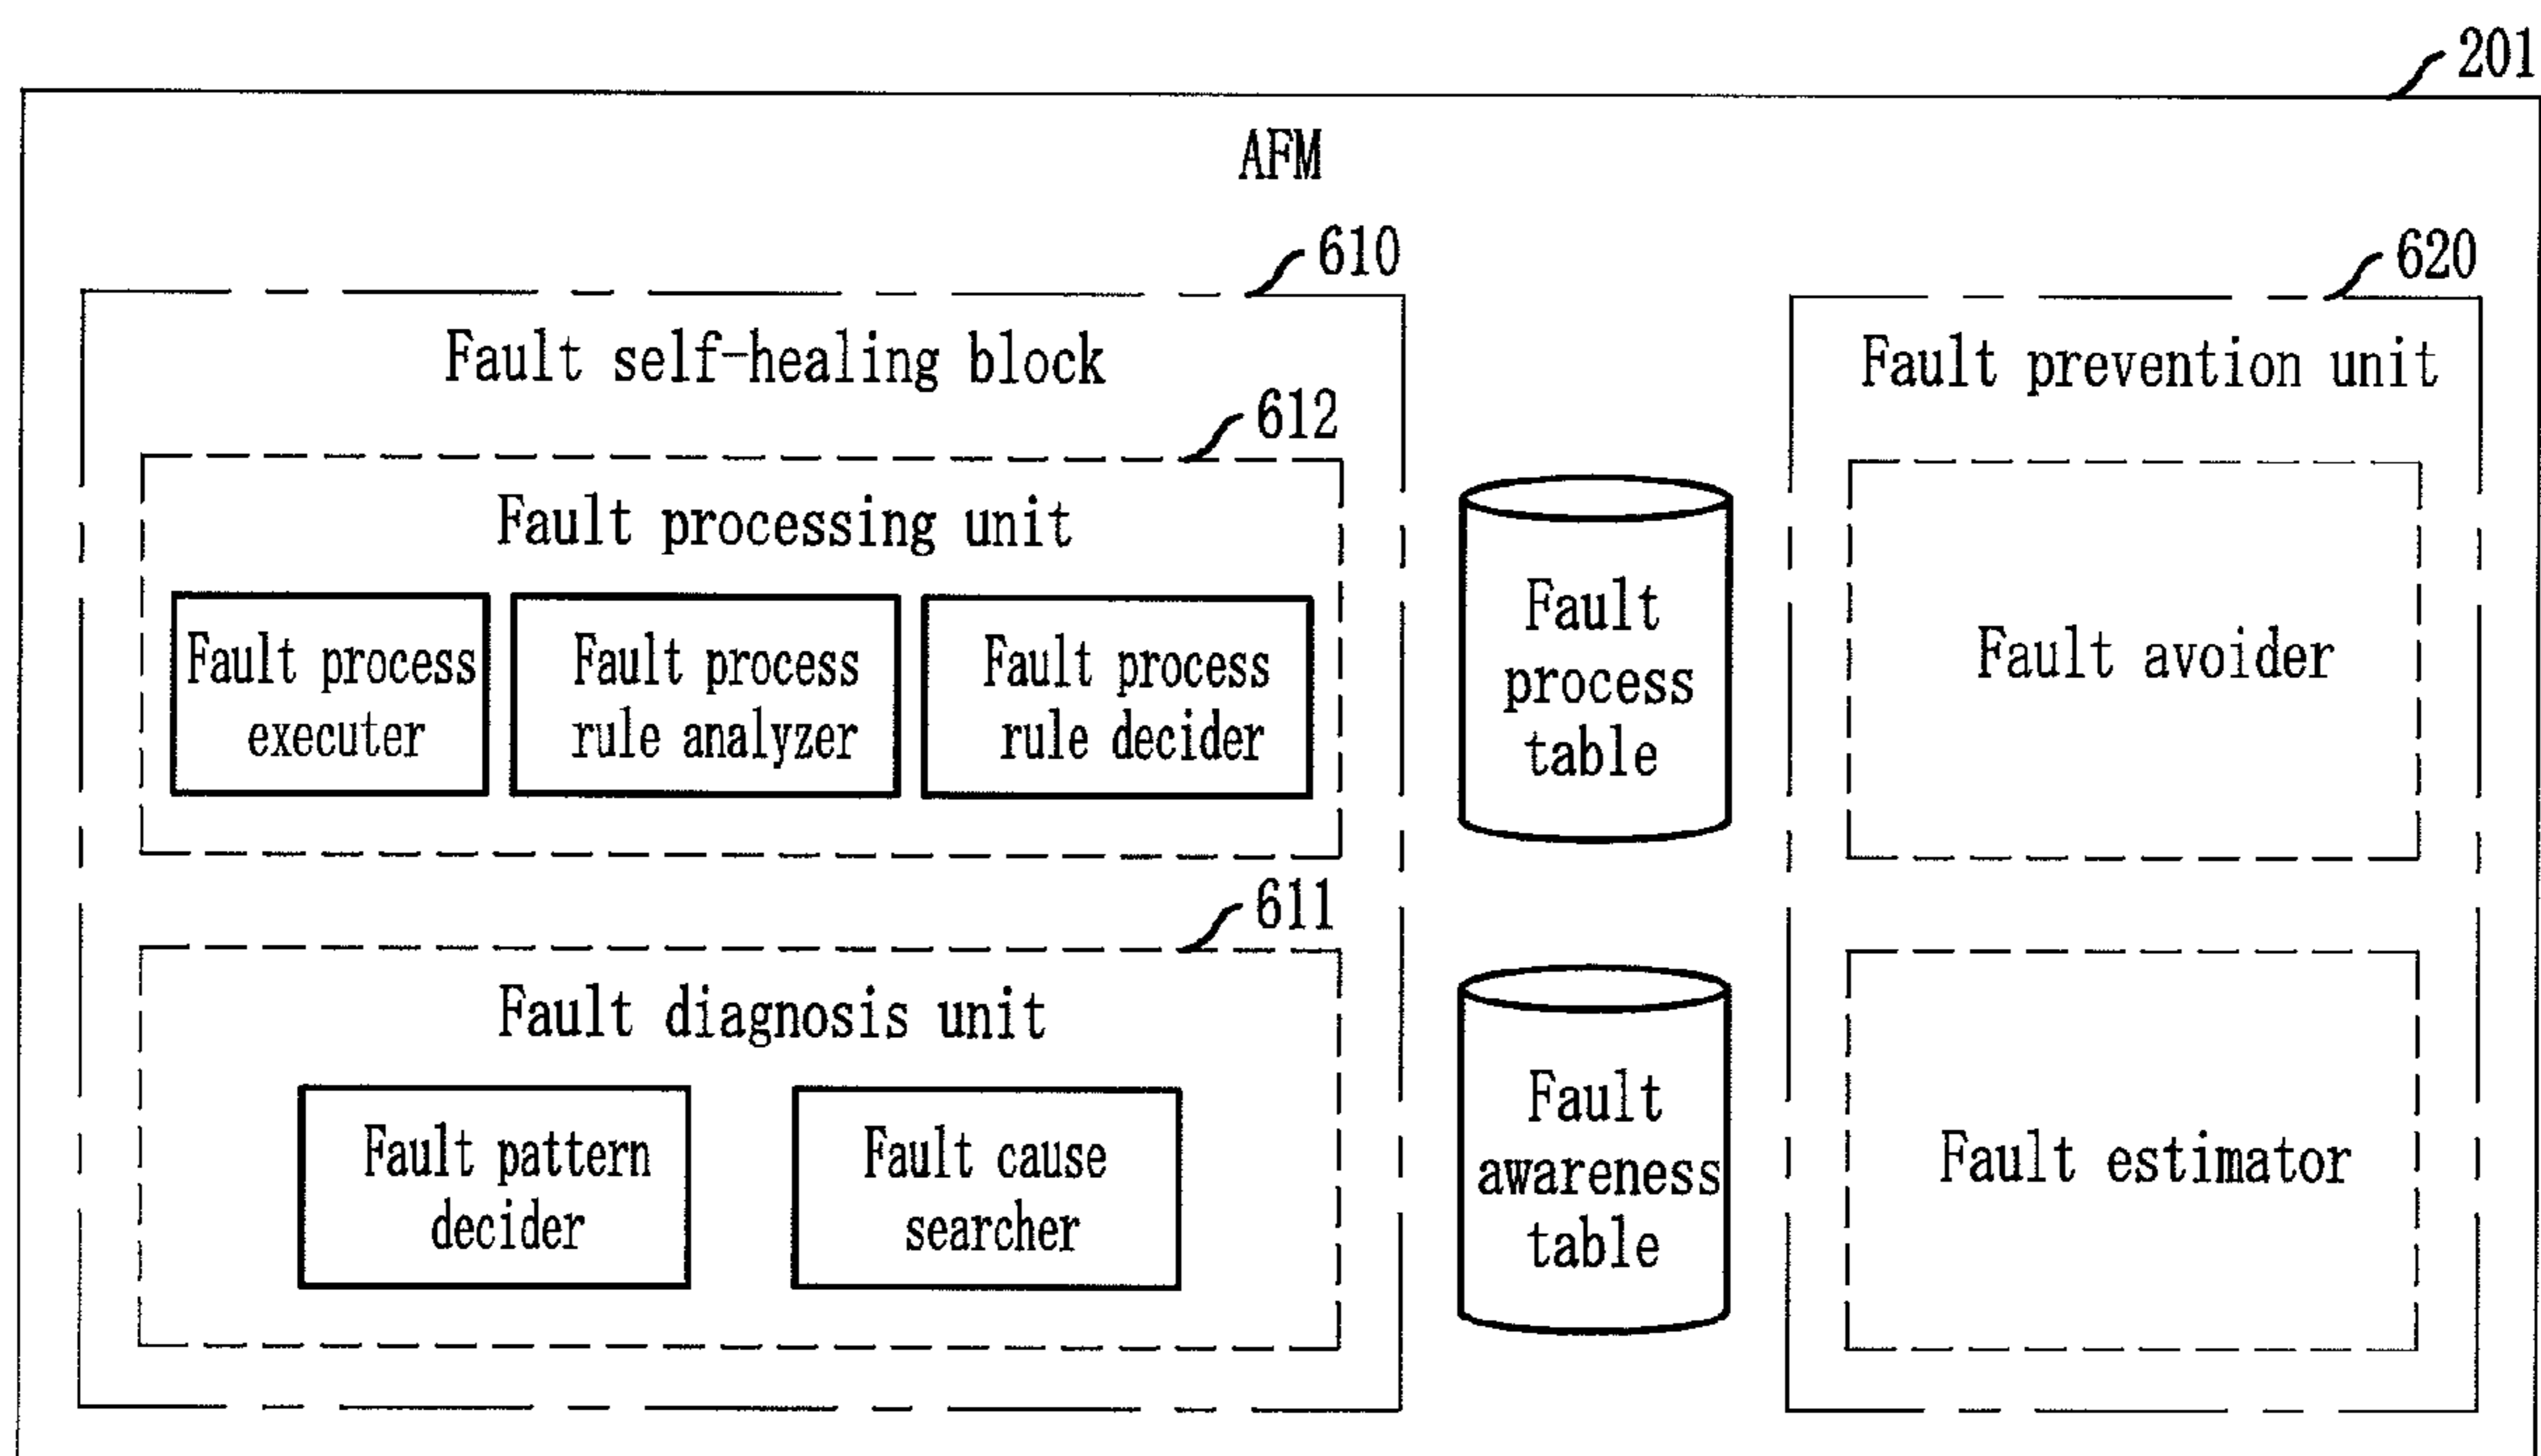 201
AFM
610
Fault self-healing block
612
Fault processing unit
Fault process
executer
Fault process
rule analyzer
Fault process
rule decider
611
Fault diagnosis unit
Fault pattern
decider
Fault cause
searcher
Fault
process
table
Fault
awareness
table
620
Fault prevention unit
Fault avoider
Fault estimator